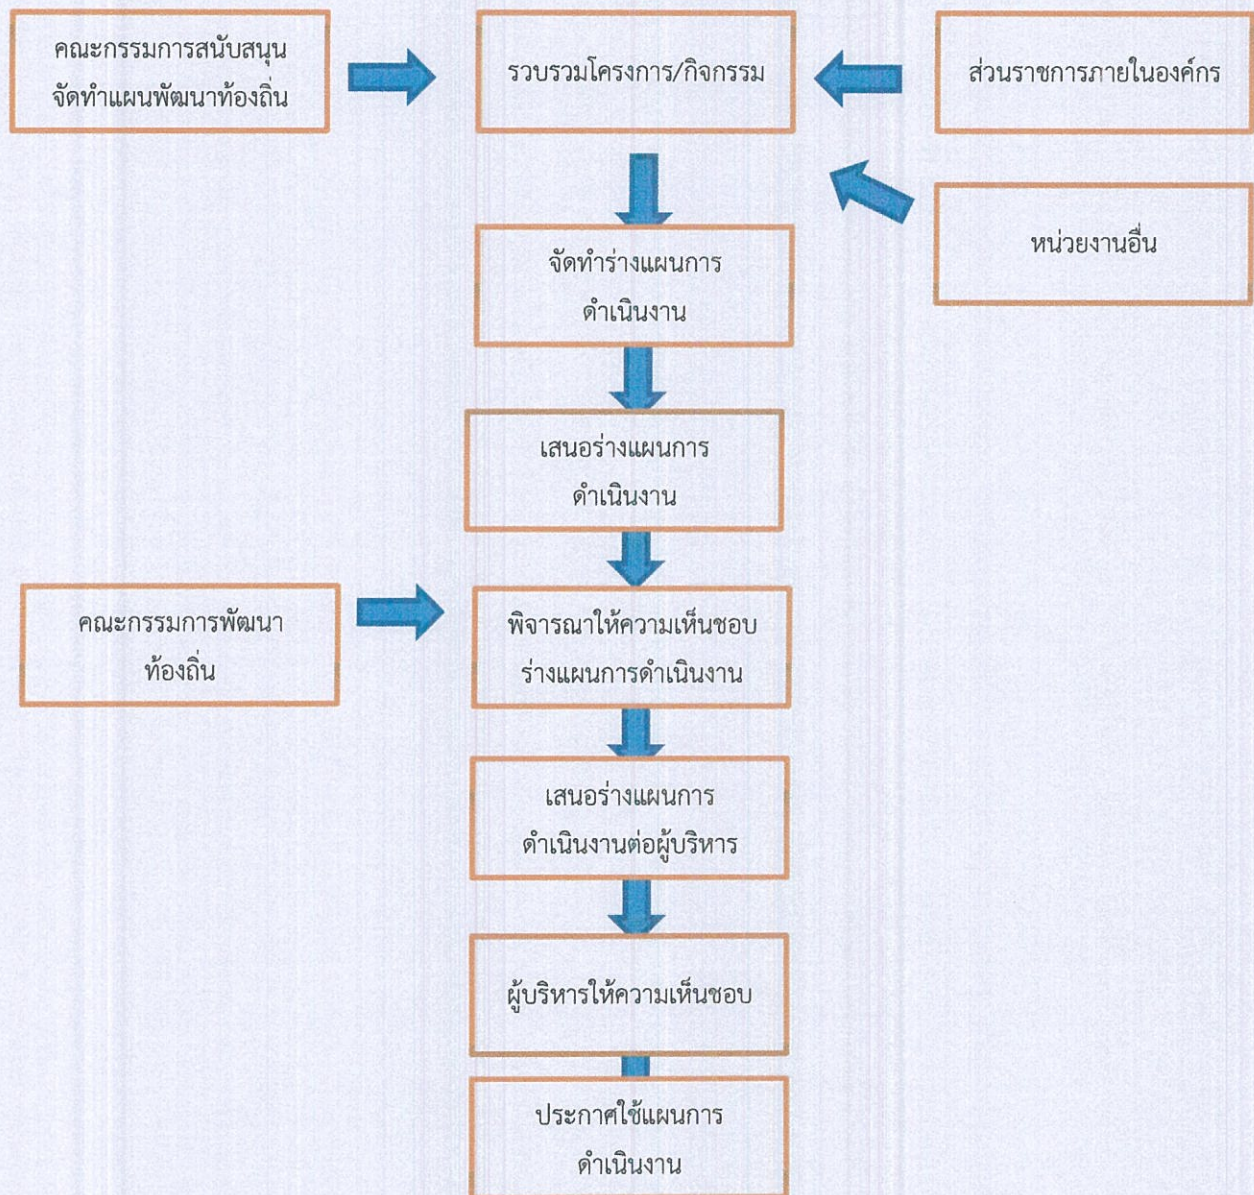 คณะกรรมการสนับสนุน
จัดทำแผนพัฒนาท้องถิ่น
รวบรวมโครงการ/กิจกรรม
ส่วนราชการภายในองค์กร
หน่วยงานอื่น
จัดทำร่างแผนการ
ดำเนินงาน
เสนอร่างแผนการ
ดำเนินงาน
คณะกรรมการพัฒนา
ท้องถิ่น
พิจารณาให้ความเห็นชอบ
ร่างแผนการดำเนินงาน
เสนอร่างแผนการ
ดำเนินงานต่อผู้บริหาร
ผู้บริหารให้ความเห็นชอบ
ประกาศใช้แผนการ
ดำเนินงาน